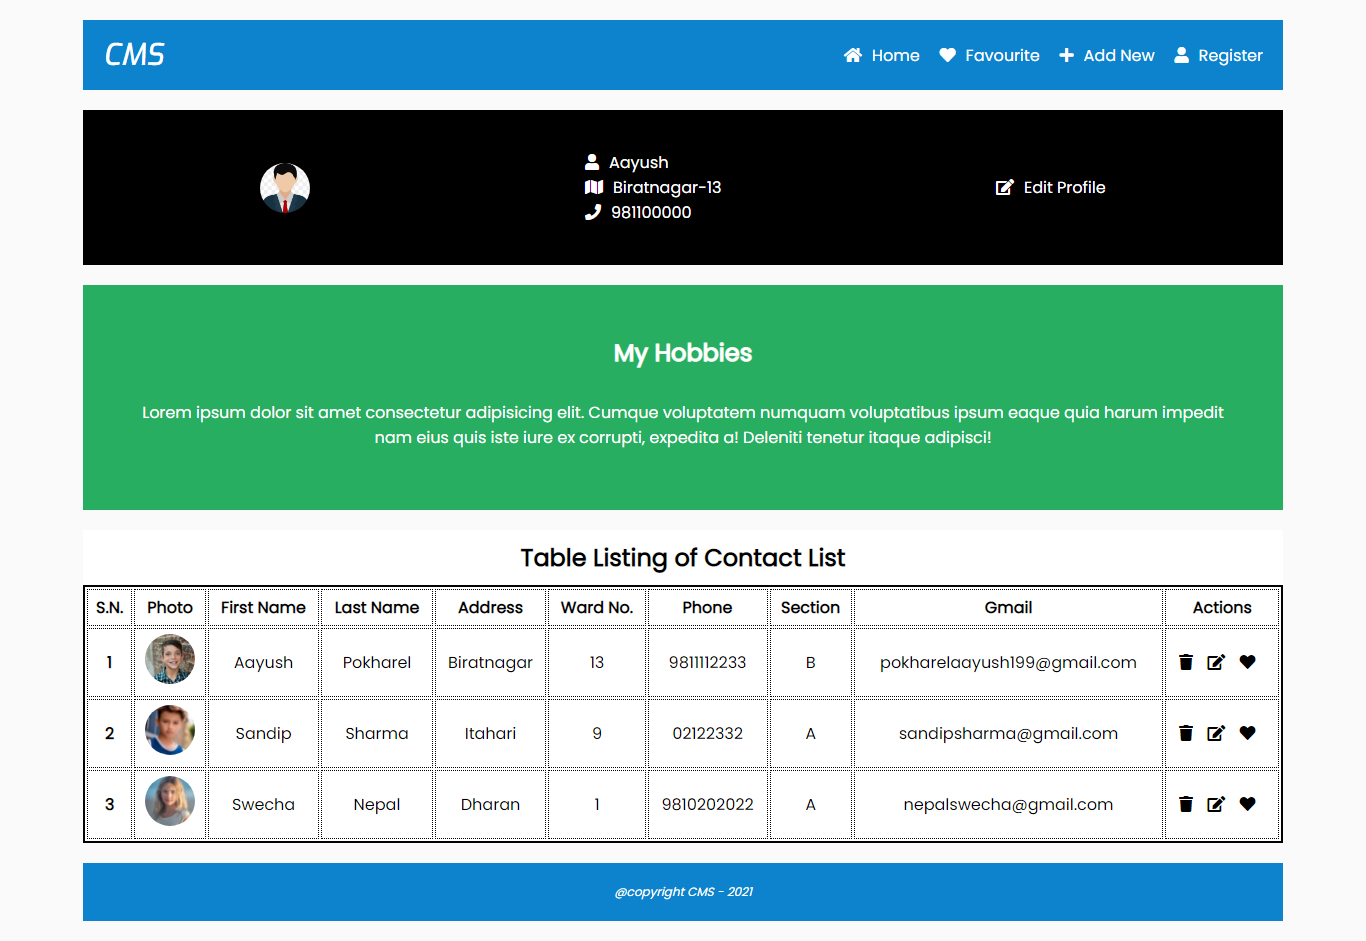 CMS
Home Favourite Add New Register
Aayush
Biratnagar-13
981100000
Edit Profile
My Hobbies
Lorem ipsum dolor sit amet consectetur adipisicing elit. Cumque voluptatem numquam voluptatibus ipsum eaque quia harum impedit
nam eius quis iste iure ex corrupti, expedita a! Deleniti tenetur itaque adipisci!
Table Listing of Contact List
S.N. Photo First Name Last Name Address Ward No. Phone Section Gmail Actions
1 Aayush Pokharel Biratnagar 13 9811112233 B pokharelaayush199@gmail.com
2 Sandip Sharma Itahari 9 02122332 A sandipsharma@gmail.com
3 Swecha Nepal Dharan 1 9810202022 A nepalswecha@gmail.com
@copyright CMS - 2021